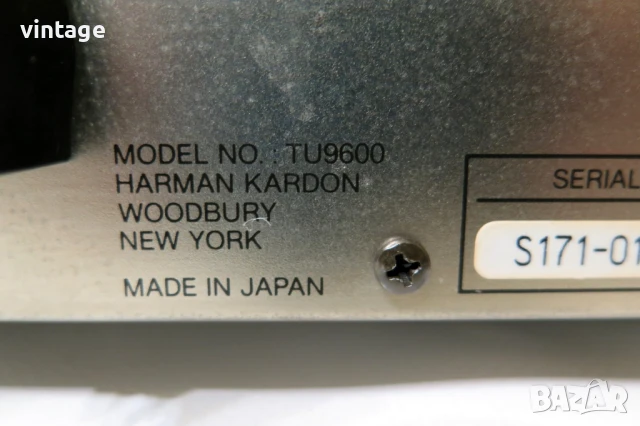 vintage
MODEL NO. : TU9600
HARMAN KARDON
WOODBURY
NEW YORK
MADE IN JAPAN
SERIAL
S171-01
BAZAR